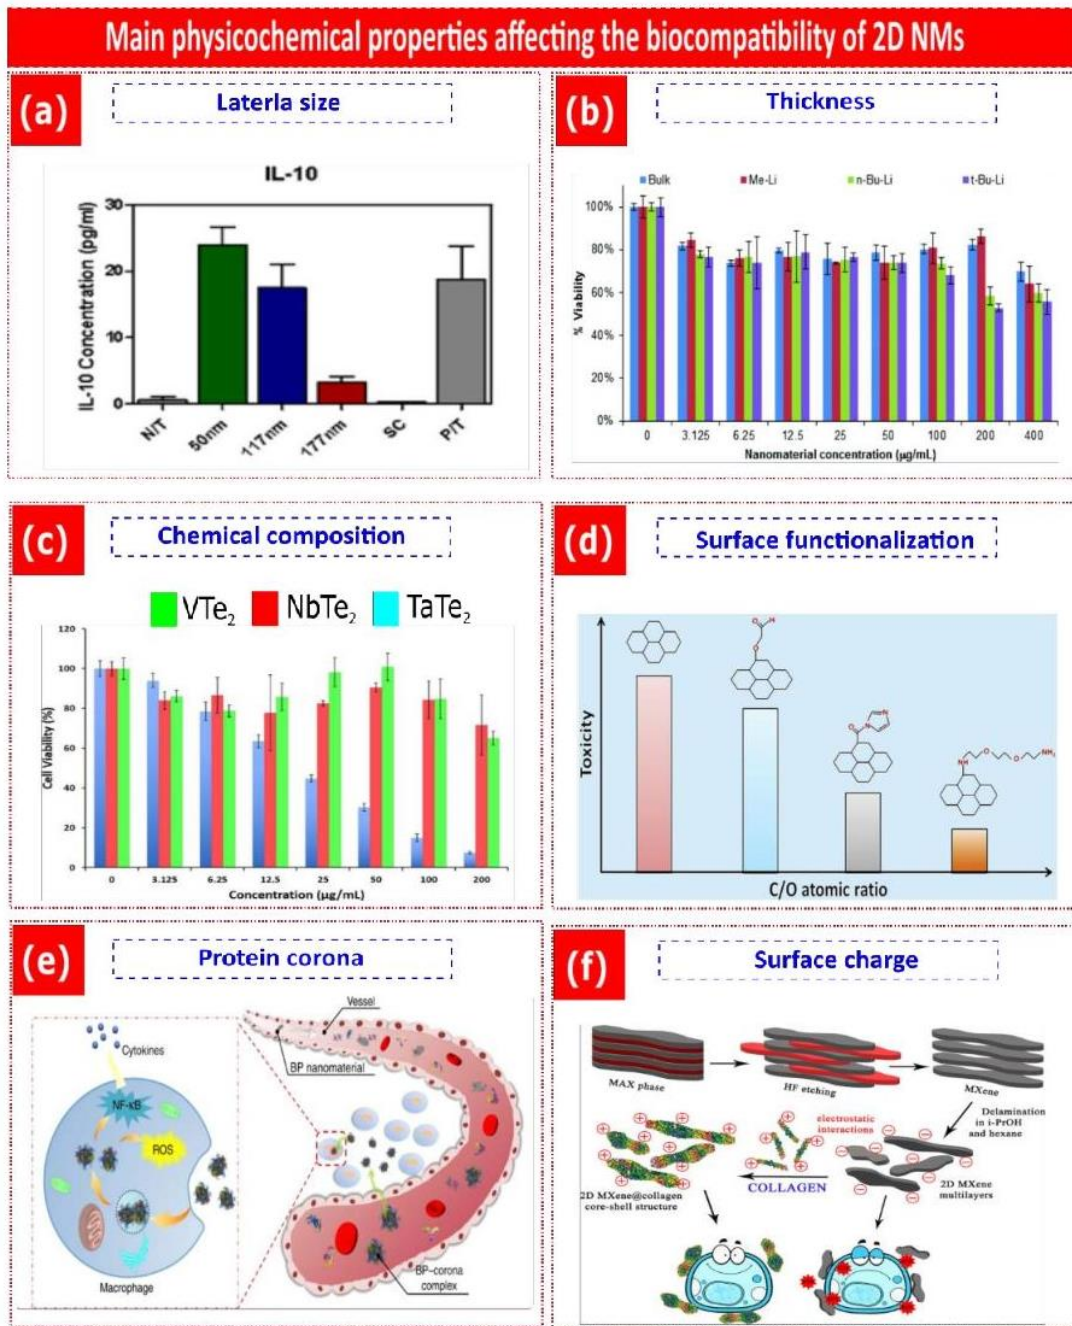 Main physicochemical properties affecting the biocompatibility of 2D NMs
(a)
Laterla size
IL-10
IL-10 Concentration (pg/ml)
30
20
10
0
N/T
50nm
117nm
177nm
SC
P/T
(b)
Thickness
Bulk
Me-Li
n-Bu-Li
t-Bu-Li
% Viability
100%
80%
60%
40%
20%
0%
0
3.125
6.25
12.5
25
50
100
200
400
Nanomaterial concentration (µg/mL)
(c)
Chemical composition
VTe2
NbTe2
TaTe2
Cell Viability (%)
120
100
80
60
40
20
0
0
3.125
6.25
12.5
25
50
100
200
Concentration (µg/mL)
(d)
Surface functionalization
Toxicity
O
H
O
O
N
N
NH
O
O
NH2
C/O atomic ratio
(e)
Protein corona
Vessel
BP nanomaterial
Cytokines
NF-kB
ROS
Macrophage
BP-corona
complex
(f)
Surface charge
MAX phase
HF etching
MXene
Delamination
in i-PrOH
and hexane
electrostatic
interactions
COLLAGEN
2D MXene
multilayers
2D MXene@collagen
core-shell structure